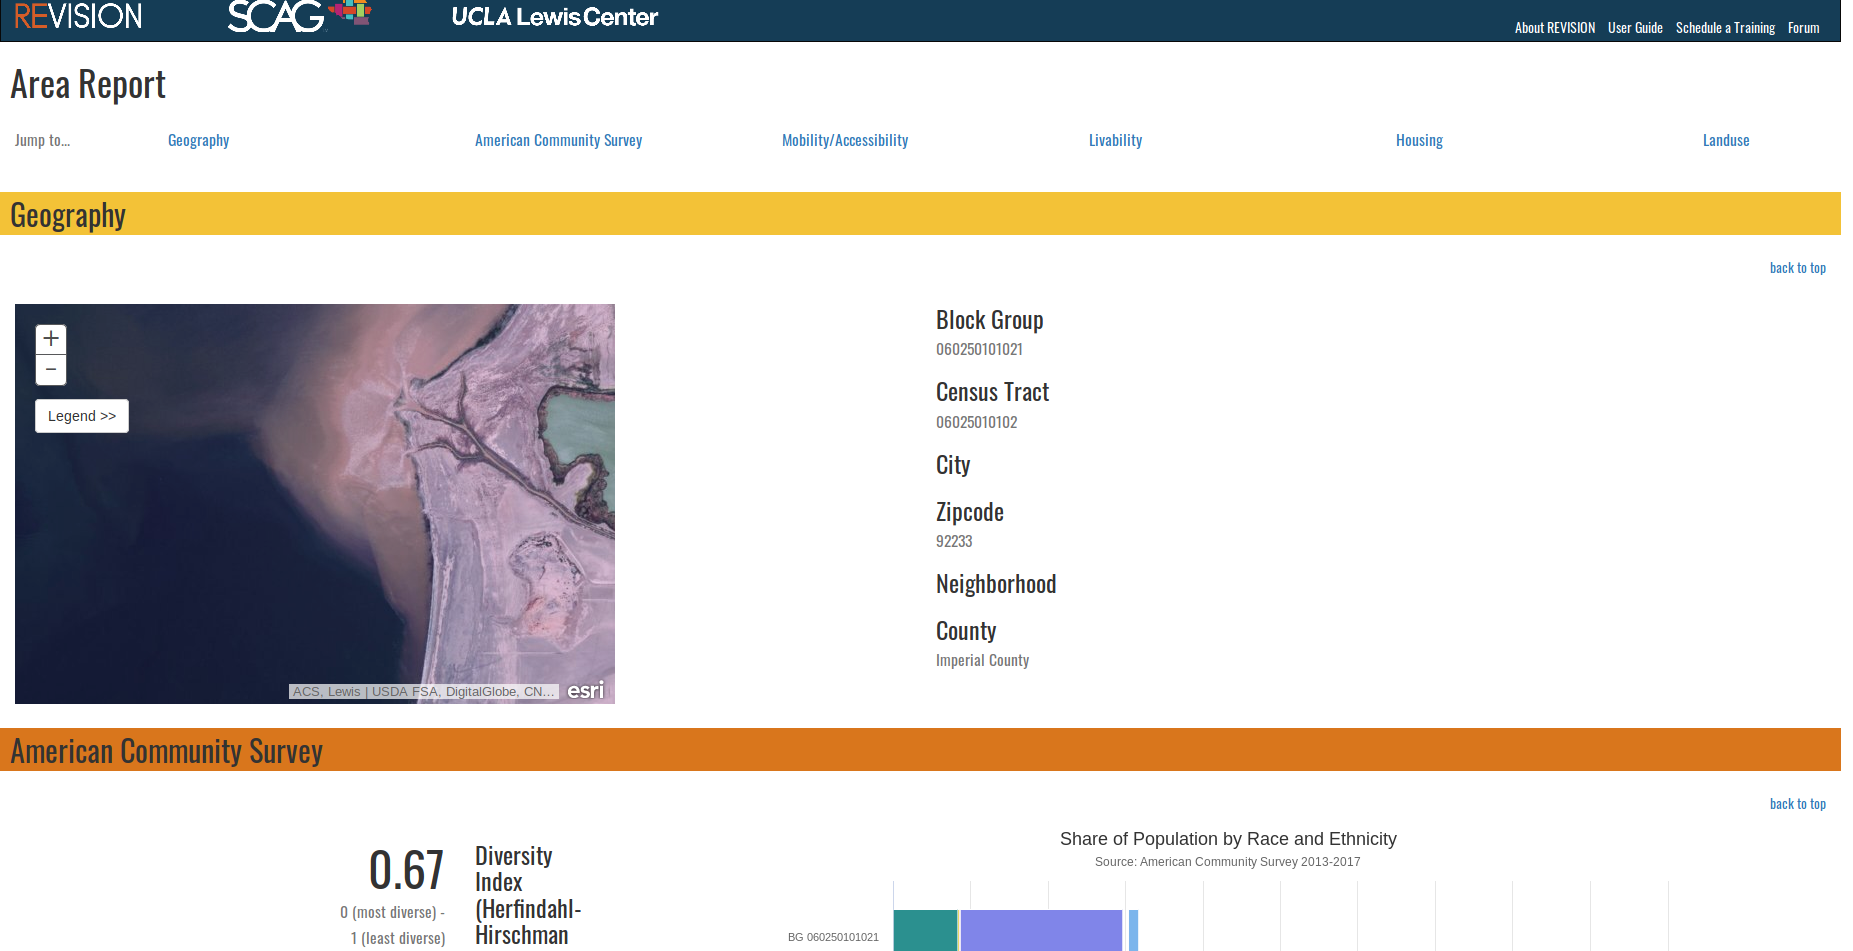 REVISION
SCAG
UCLA Lewis Center
About REVISION User Guide Schedule a Training Forum
Area Report
Jump to... Geography American Community Survey Mobility/Accessibility Livability Housing Landuse
Geography
back to top
+
−
Legend >>
ACS, Lewis | USDA FSA, DigitalGlobe, CN...
esri
Block Group
060250101021
Census Tract
06025010102
City
Zipcode
92233
Neighborhood
County
Imperial County
American Community Survey
back to top
0.67
0 (most diverse) -
1 (least diverse)
Diversity
Index
(Herfindahl-
Hirschman
Share of Population by Race and Ethnicity
Source: American Community Survey 2013-2017
BG 060250101021